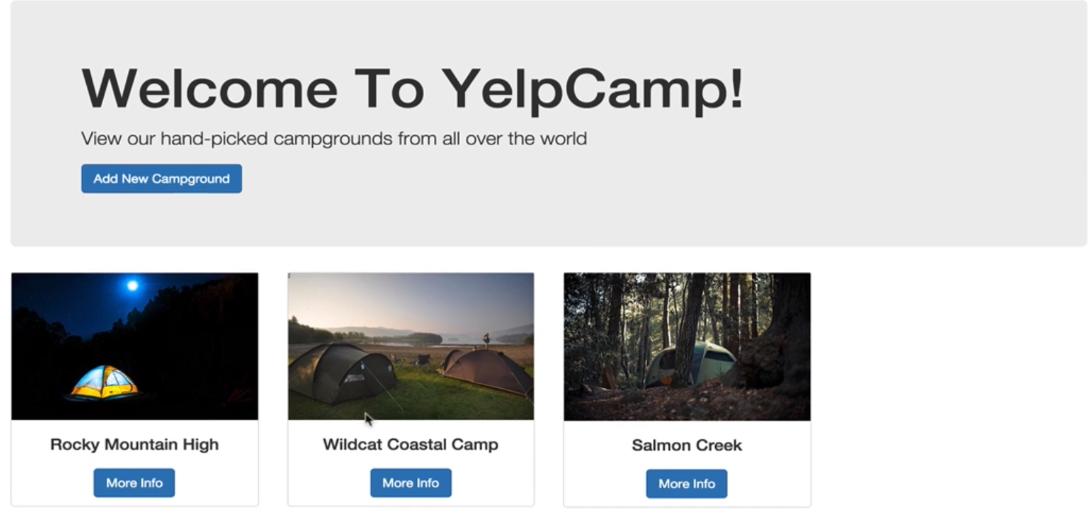 Welcome To YelpCamp!
View our hand-picked campgrounds from all over the world
Add New Campground
Rocky Mountain High
More Info
Wildcat Coastal Camp
More Info
Salmon Creek
More Info